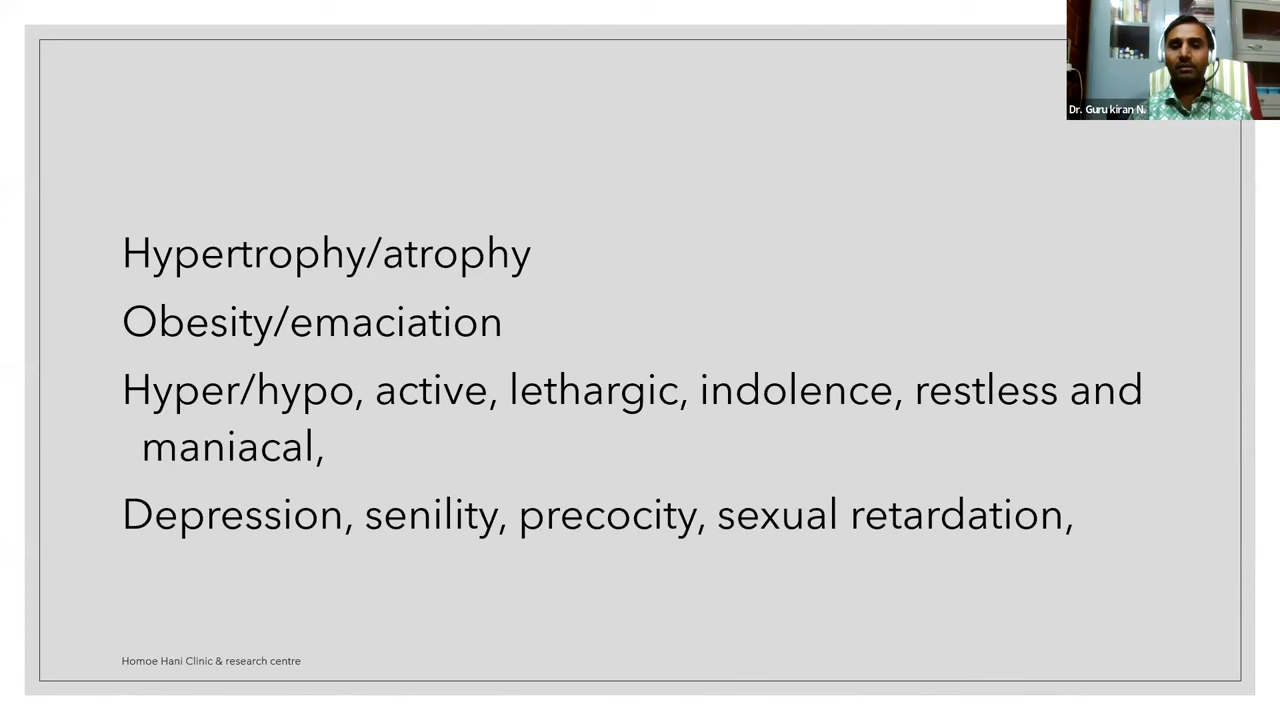 Dr. Guru kiran N.
Hypertrophy/atrophy
Obesity/emaciation
Hyper/hypo, active, lethargic, indolence, restless and
maniacal,
Depression, senility, precocity, sexual retardation,
Homoe Hani Clinic & research centre